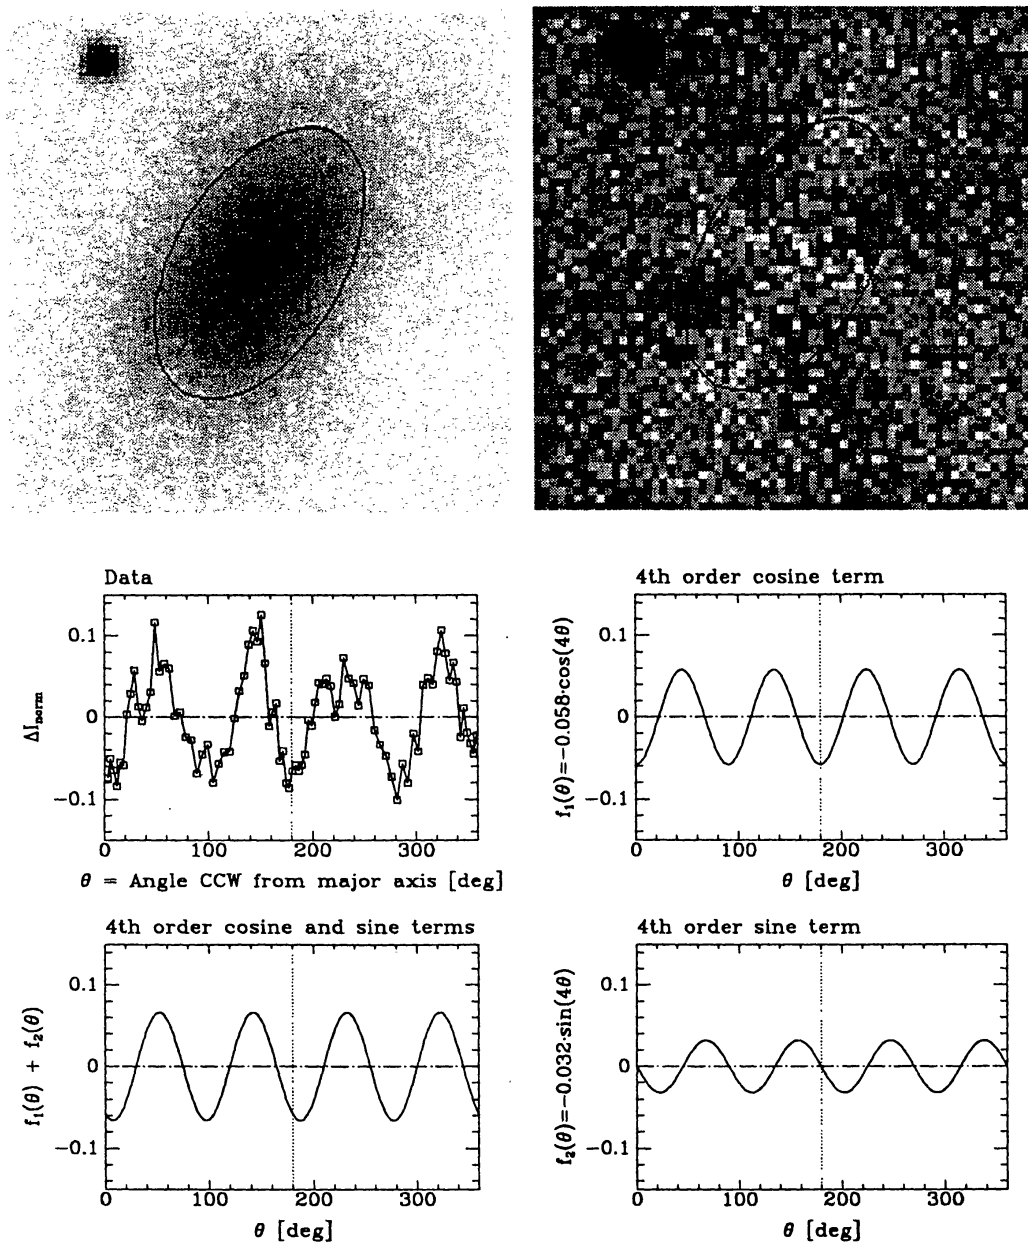 Data
ΔI_norm
0.1
0
−0.1
0
100
200
300
θ = Angle CCW from major axis [deg]
4th order cosine term
f₁(θ)=−0.058·cos(4θ)
0.1
0
−0.1
0
100
200
300
θ [deg]
4th order cosine and sine terms
f₁(θ) + f₂(θ)
0.1
0
−0.1
0
100
200
300
θ [deg]
4th order sine term
f₂(θ)=−0.032·sin(4θ)
0.1
0
−0.1
0
100
200
300
θ [deg]